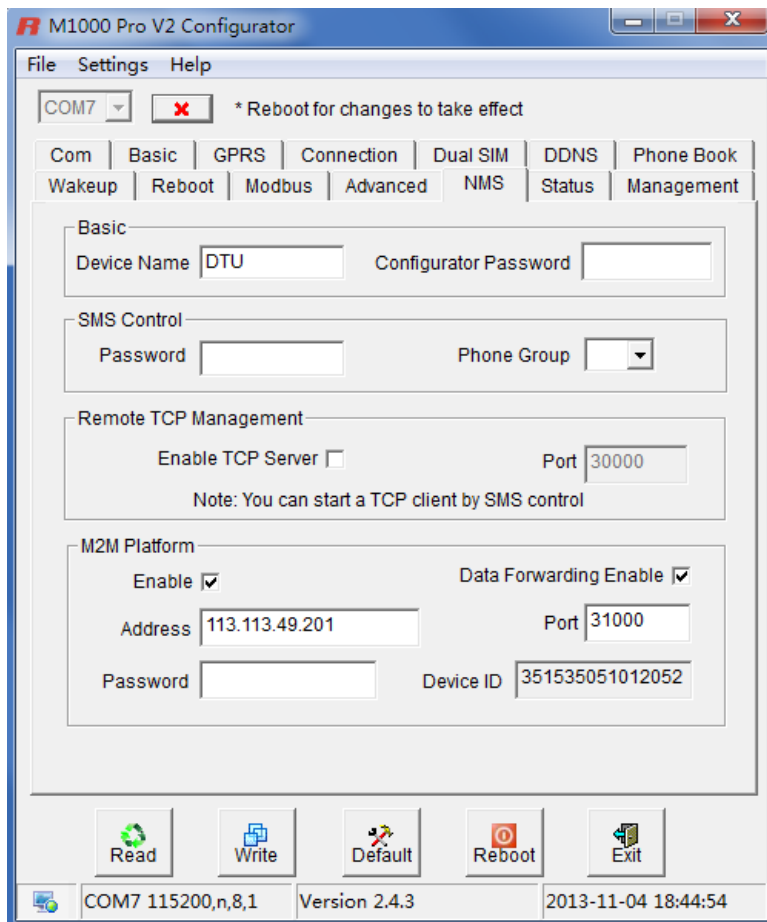 M1000 Pro V2 Configurator
File Settings Help
COM7 * Reboot for changes to take effect
Com Basic GPRS Connection Dual SIM DDNS Phone Book
Wakeup Reboot Modbus Advanced NMS Status Management
Basic
Device Name DTU Configurator Password
SMS Control
Password Phone Group
Remote TCP Management
Enable TCP Server Port 30000
Note: You can start a TCP client by SMS control
M2M Platform
Enable Data Forwarding Enable
Address 113.113.49.201 Port 31000
Password Device ID 351535051012052
Read Write Default Reboot Exit
COM7 115200,n,8,1 Version 2.4.3 2013-11-04 18:44:54